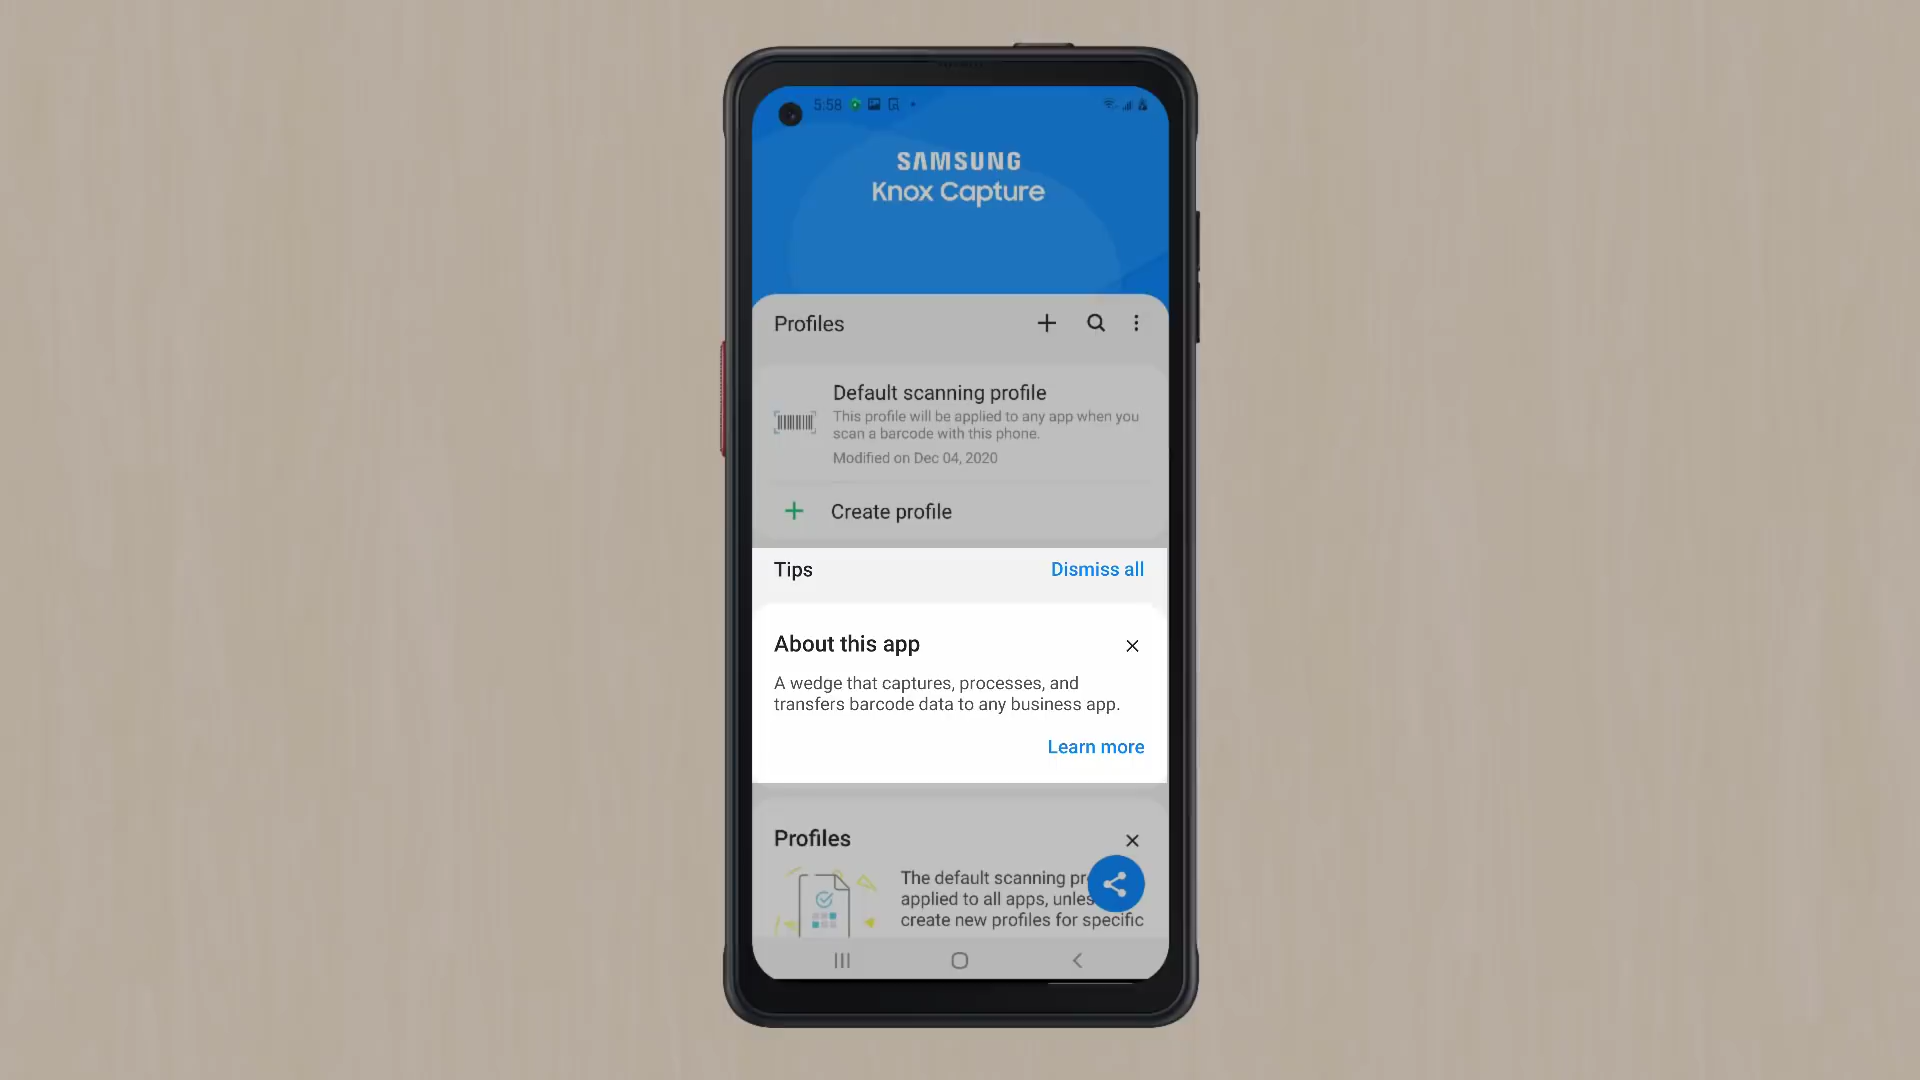 5:58
SAMSUNG
Knox Capture
Profiles
Default scanning profile
This profile will be applied to any app when you
scan a barcode with this phone.
Modified on Dec 04, 2020
Create profile
Tips
Dismiss all
About this app
A wedge that captures, processes, and
transfers barcode data to any business app.
Learn more
Profiles
The default scanning pr
applied to all apps, unles
create new profiles for specific